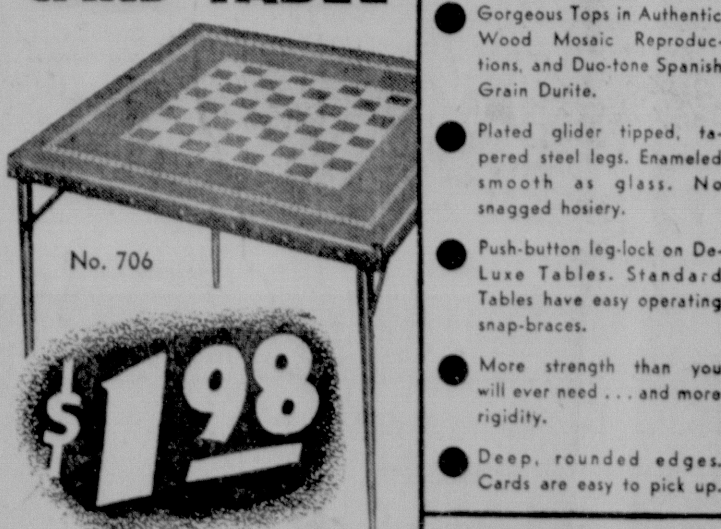 CARD TABLE
No. 706
$1.98
Gorgeous Tops in Authentic
Wood Mosaic Reproduc-
tions, and Duo-tone Spanish
Grain Durite.
Plated glider tipped, ta-
pered steel legs. Enameled
smooth as glass. No
snagged hosiery.
Push-button leg-lock on De-
Luxe Tables. Standard
Tables have easy operating
snap-braces.
More strength than you
will ever need . . . and more
rigidity.
Deep, rounded edges.
Cards are easy to pick up.